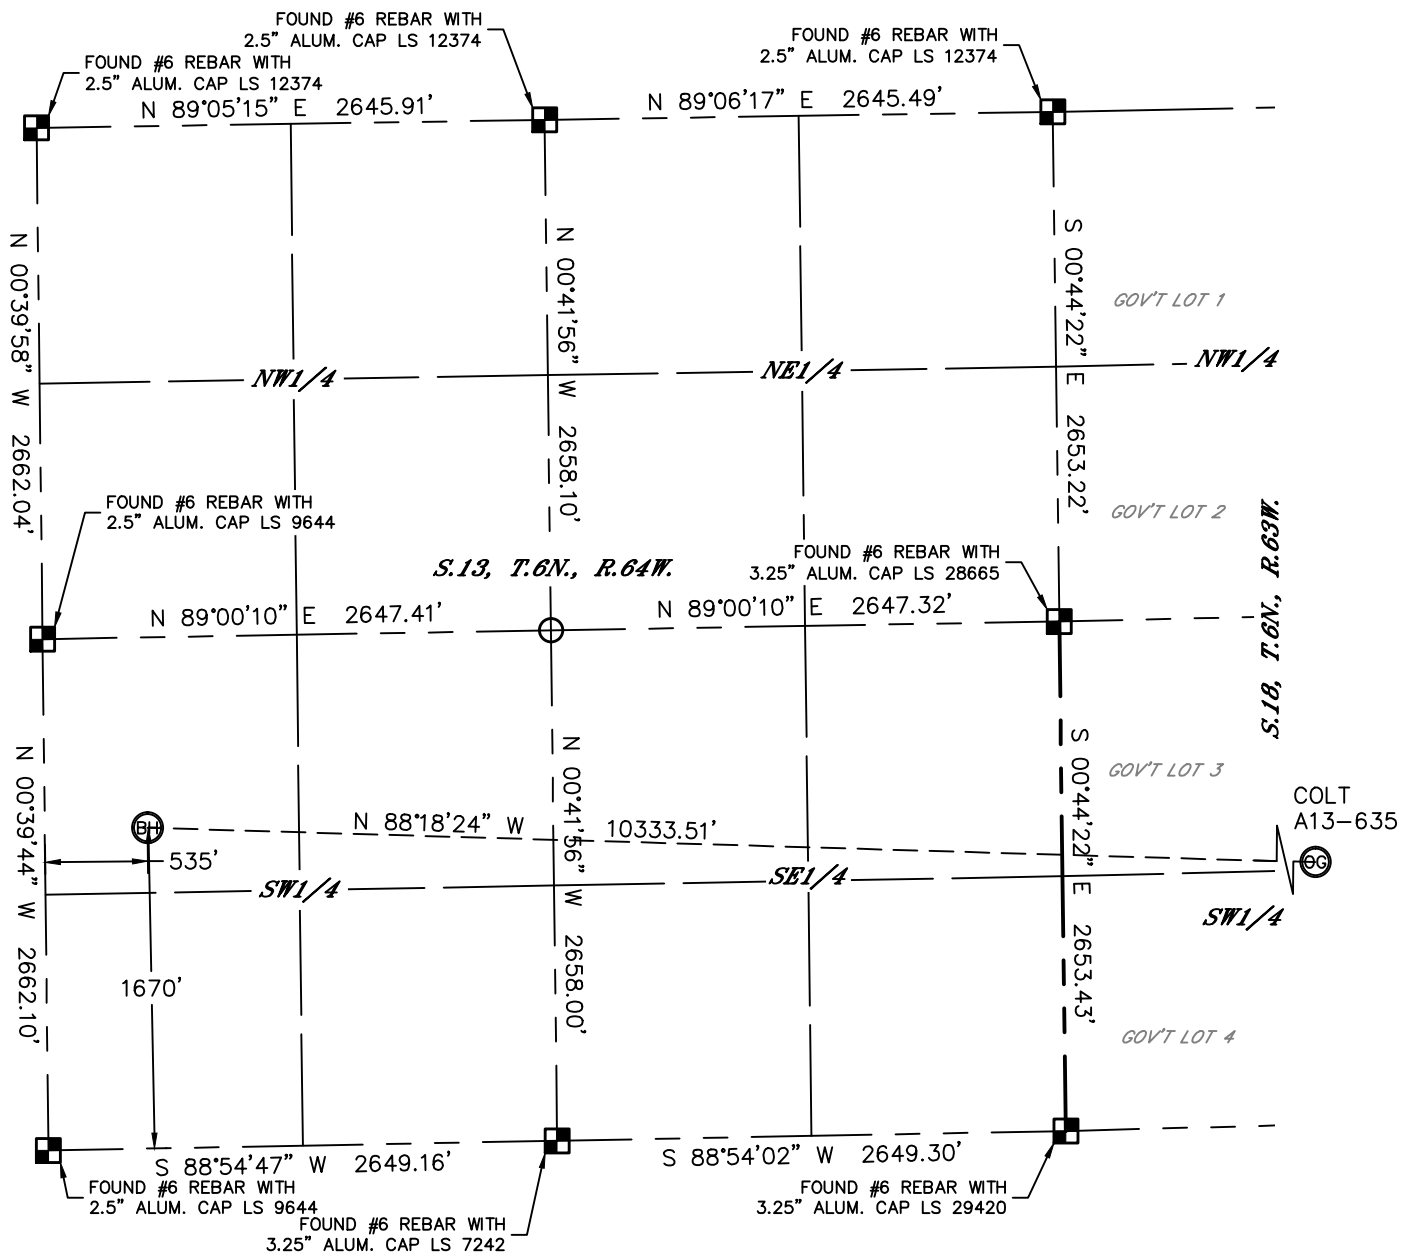 FOUND #6 REBAR WITH
2.5" ALUM. CAP LS 12374
FOUND #6 REBAR WITH
2.5" ALUM. CAP LS 12374
FOUND #6 REBAR WITH
2.5" ALUM. CAP LS 12374
N 89°05'15" E 2645.91'
N 89°06'17" E 2645.49'
N 00°39'58" W 2662.04'
N 00°41'56" W 2658.10'
S 00°44'22" E 2653.22'
GOV'T LOT 1
NW1/4
NE1/4
NW1/4
FOUND #6 REBAR WITH
2.5" ALUM. CAP LS 9644
GOV'T LOT 2
S.13, T.6N., R.64W.
FOUND #6 REBAR WITH
3.25" ALUM. CAP LS 28665
S.18, T.6N., R.63W.
N 89°00'10" E 2647.41'
N 89°00'10" E 2647.32'
N 00°39'44" W 2662.10'
N 00°41'56" W 2658.00'
S 00°44'22" E 2653.43'
GOV'T LOT 3
COLT
A13-635
BH
N 88°18'24" W 10333.51'
OG
535'
SW1/4
SE1/4
SW1/4
1670'
GOV'T LOT 4
S 88°54'47" W 2649.16'
S 88°54'02" W 2649.30'
FOUND #6 REBAR WITH
2.5" ALUM. CAP LS 9644
FOUND #6 REBAR WITH
3.25" ALUM. CAP LS 7242
FOUND #6 REBAR WITH
3.25" ALUM. CAP LS 29420